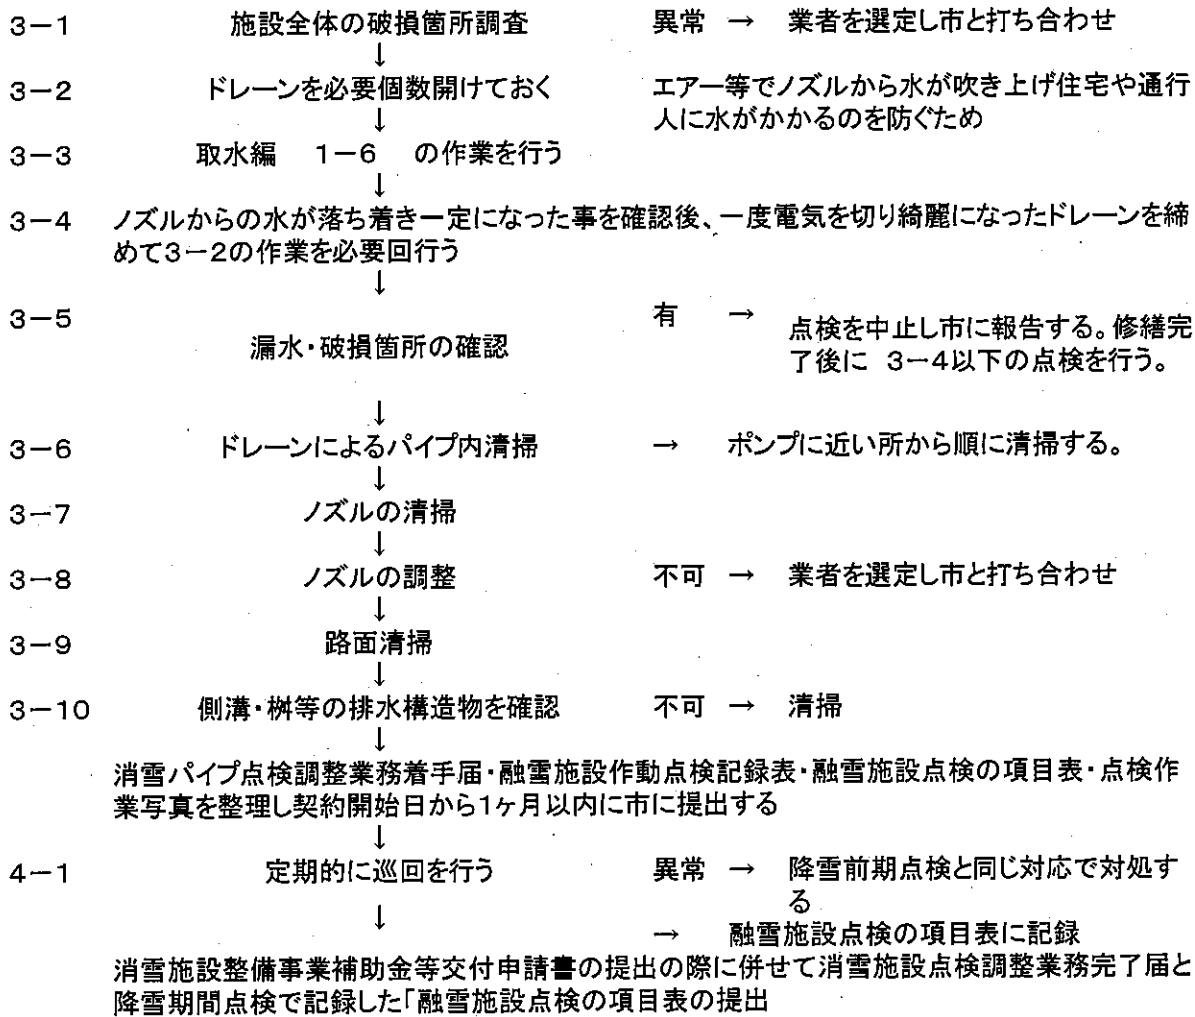 3－1 施設全体の破損箇所調査 異常 → 業者を選定し市と打ち合わせ
↓
3－2 ドレーンを必要個数開けておく エアー等でノズルから水が吹き上げ住宅や通行
人に水がかかるのを防ぐため
↓
3－3 取水編 1－6 の作業を行う
↓
3－4 ノズルからの水が落ち着き一定になった事を確認後、一度電気を切り綺麗になったドレーンを締
めて3－2の作業を必要回行う
↓
3－5 漏水・破損箇所の確認 有 → 点検を中止し市に報告する。修繕完
了後に 3－4以下の点検を行う。
↓
3－6 ドレーンによるパイプ内清掃 → ポンプに近い所から順に清掃する。
↓
3－7 ノズルの清掃
↓
3－8 ノズルの調整 不可 → 業者を選定し市と打ち合わせ
↓
3－9 路面清掃
↓
3－10 側溝・桝等の排水構造物を確認 不可 → 清掃
↓
消雪パイプ点検調整業務着手届・融雪施設作動点検記録表・融雪施設点検の項目表・点検作
業写真を整理し契約開始日から1ヶ月以内に市に提出する
↓
4－1 定期的に巡回を行う 異常 → 降雪前期点検と同じ対応で対処す
る
↓
→ 融雪施設点検の項目表に記録
消雪施設整備事業補助金等交付申請書の提出の際に併せて消雪施設点検調整業務完了届と
降雪期間点検で記録した「融雪施設点検の項目表の提出